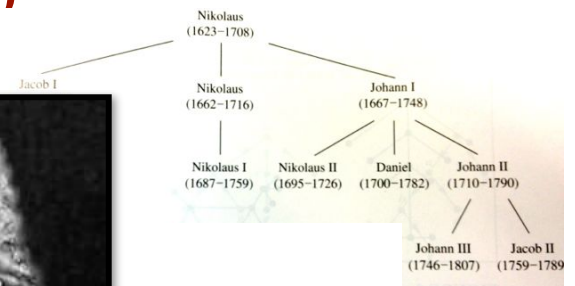 Nikolaus
(1623–1708)
Jacob I
Nikolaus
(1662–1716)
Johann I
(1667–1748)
Nikolaus I
(1687–1759)
Nikolaus II
(1695–1726)
Daniel
(1700–1782)
Johann II
(1710–1790)
Johann III
(1746–1807)
Jacob II
(1759–1789